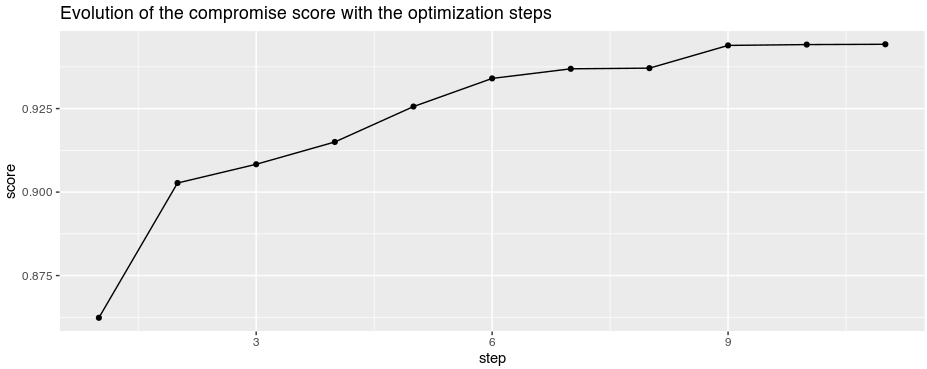 Evolution of the compromise score with the optimization steps
score
0.925
0.900
0.875
3 6 9
step